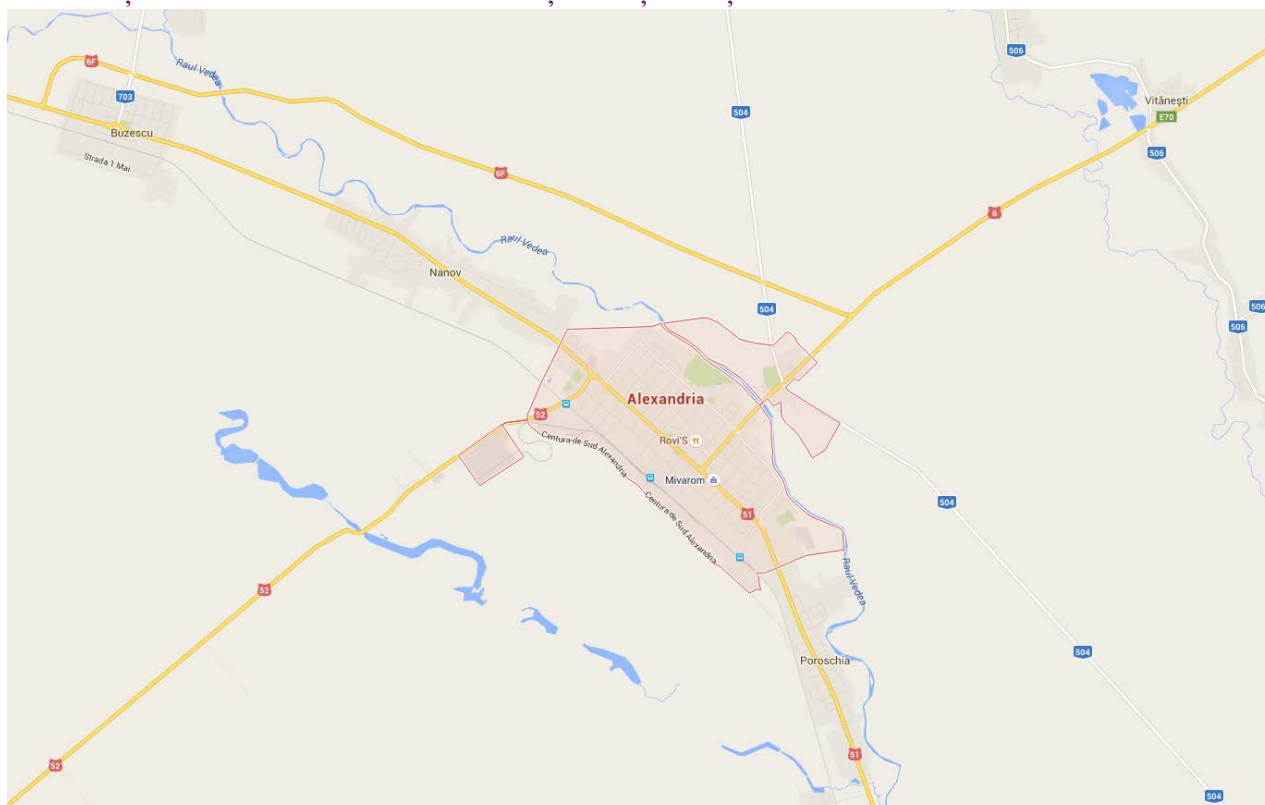 506
504
6F
703
Raul Vedea
Vităneşti
E70
Buzescu
506
Strada 1 Mai
6F
6
Raul Vedea
Nanov
504
506
506
Alexandria
52
Centura de Sud Alexandria
Rovi'S
Mivarom
Centura de Sud Alexandria
51
504
52
Raul Vedea
504
Poroschia
51
52
504